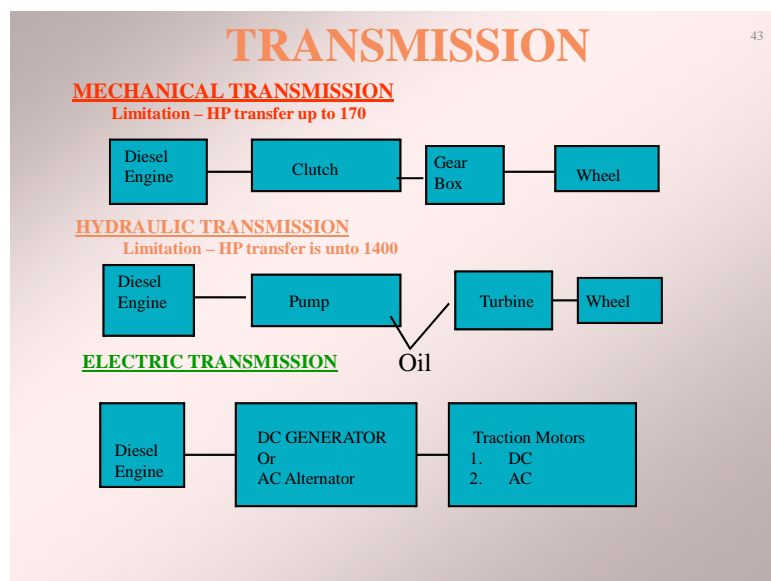 TRANSMISSION
43
MECHANICAL TRANSMISSION
Limitation – HP transfer up to 170
Diesel
Engine
Clutch
Gear
Box
Wheel
HYDRAULIC TRANSMISSION
Limitation – HP transfer is unto 1400
Diesel
Engine
Pump
Turbine
Wheel
Oil
ELECTRIC TRANSMISSION
Diesel
Engine
DC GENERATOR
Or
AC Alternator
Traction Motors
1. DC
2. AC